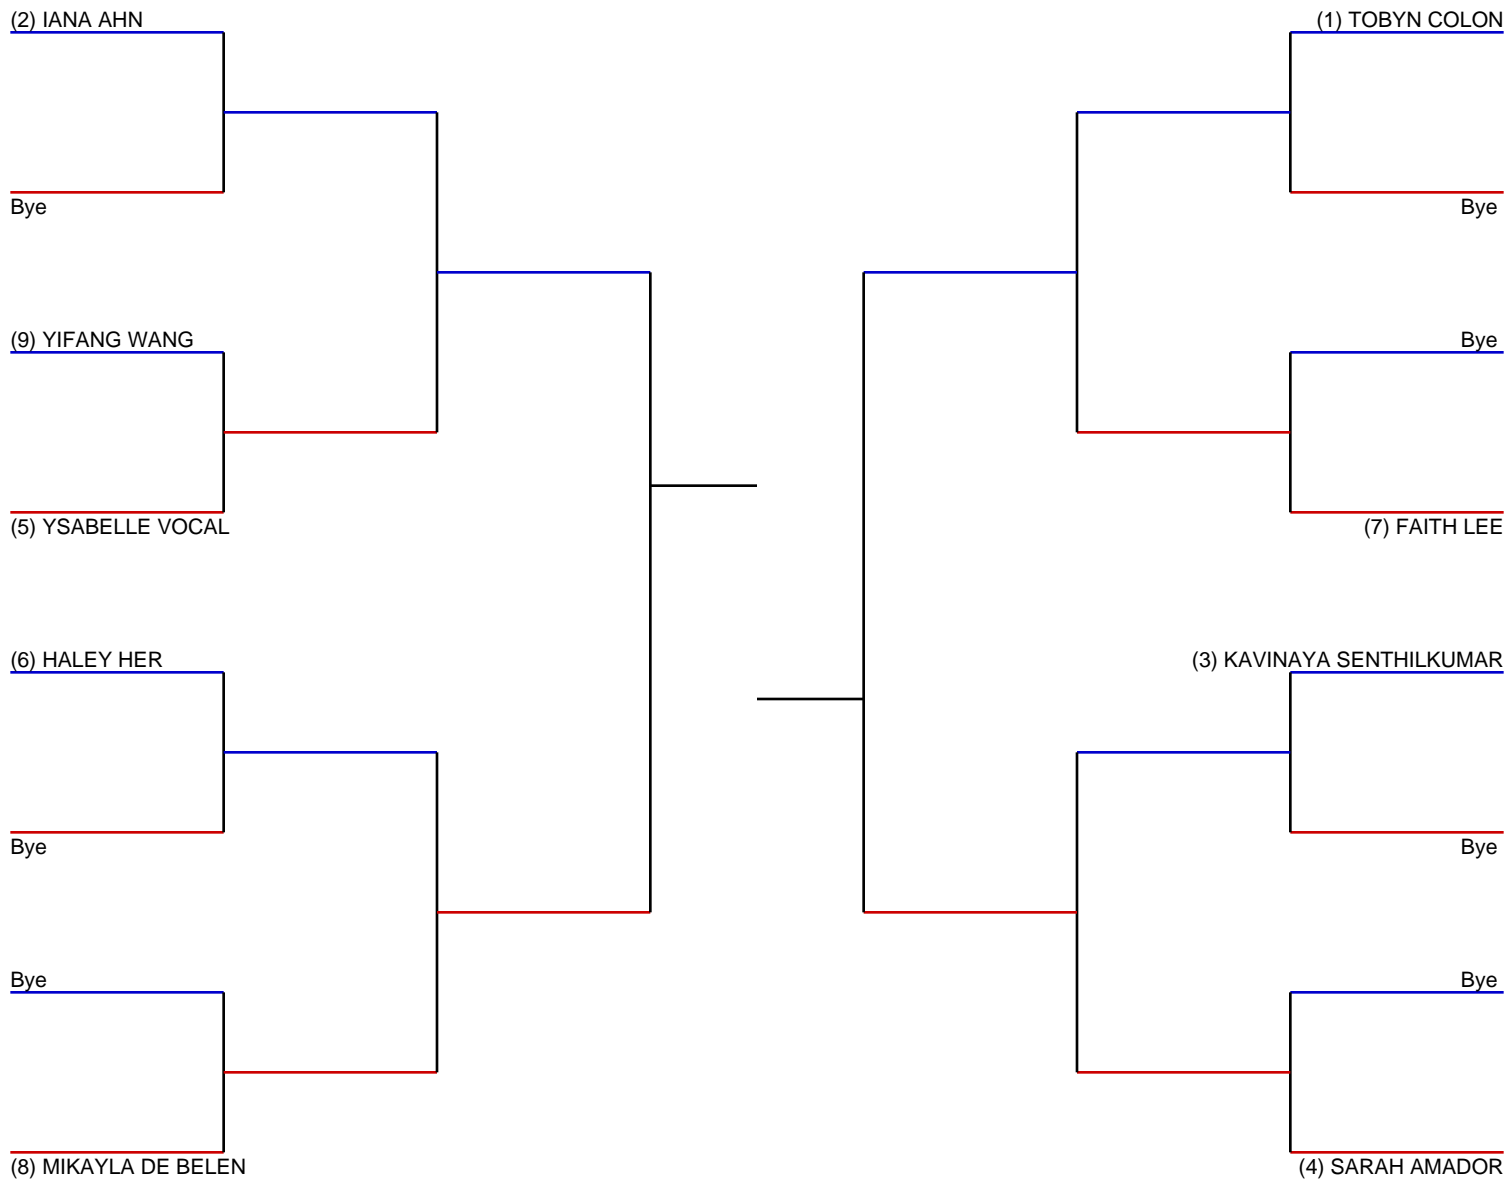 (2) IANA AHN
Bye
(9) YIFANG WANG
(5) YSABELLE VOCAL
(6) HALEY HER
Bye
Bye
(8) MIKAYLA DE BELEN
(1) TOBYN COLON
Bye
Bye
(7) FAITH LEE
(3) KAVINAYA SENTHILKUMAR
Bye
Bye
(4) SARAH AMADOR